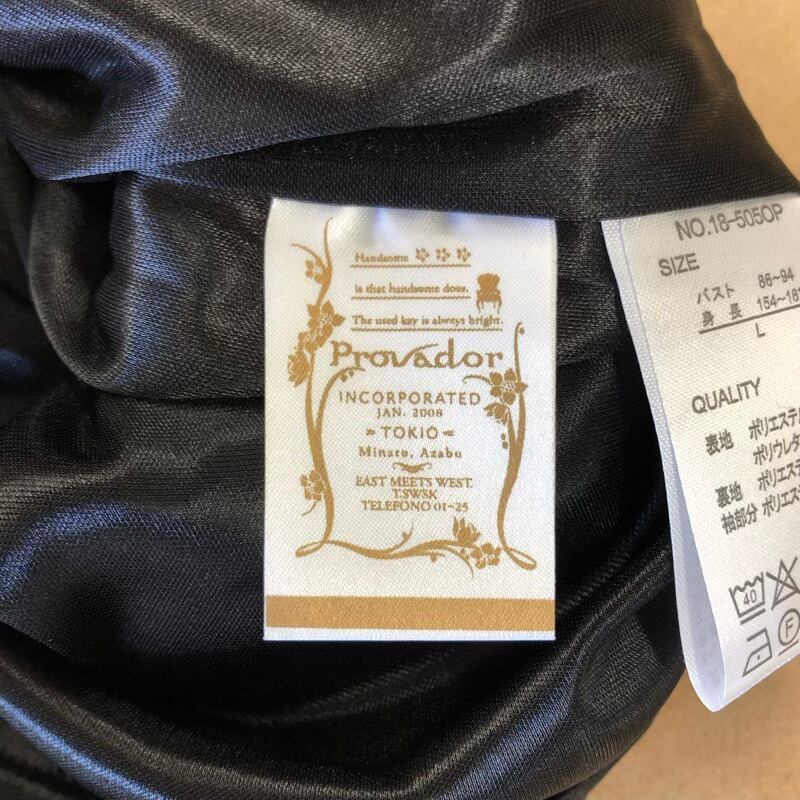 Handsome
is that handsome does.
The used key is always bright.
Provador
INCORPORATED
JAN. 2008
TOKIO
Minato, Azabu
EAST MEETS WEST.
T.SWSK
TELEFONO 01-25
NO.18-505OP
SIZE
バスト 86~94
身長 154~16
L
QUALITY
表地 ポリエステ
ポリウレタ
裏地 ポリエステ
袖部分 ポリエス
40
F